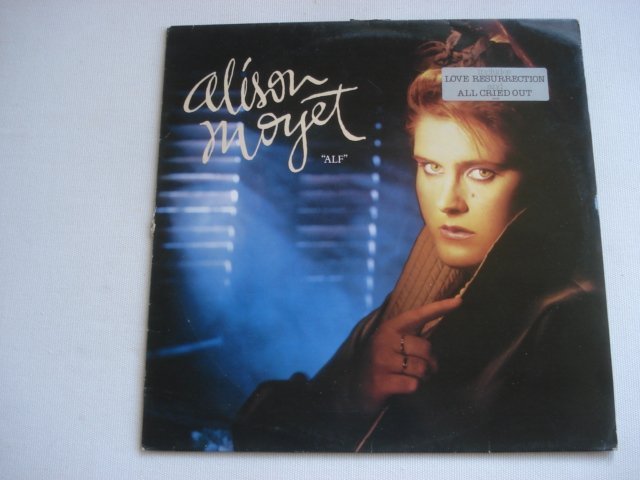 alison
moyet
"ALF"
LOVE RESURRECTION
ALL CRIED OUT